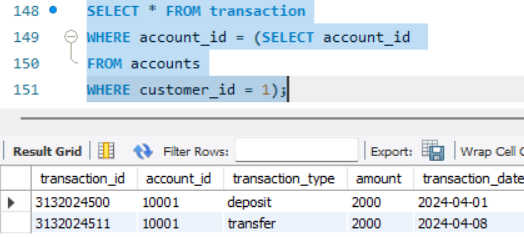 148 SELECT * FROM transaction
149 WHERE account_id = (SELECT account_id
150 FROM accounts
151 WHERE customer_id = 1);
Result Grid Filter Rows: Export: Wrap Cell C
transaction_id account_id transaction_type amount transaction_date
3132024500 10001 deposit 2000 2024-04-01
3132024511 10001 transfer 2000 2024-04-08